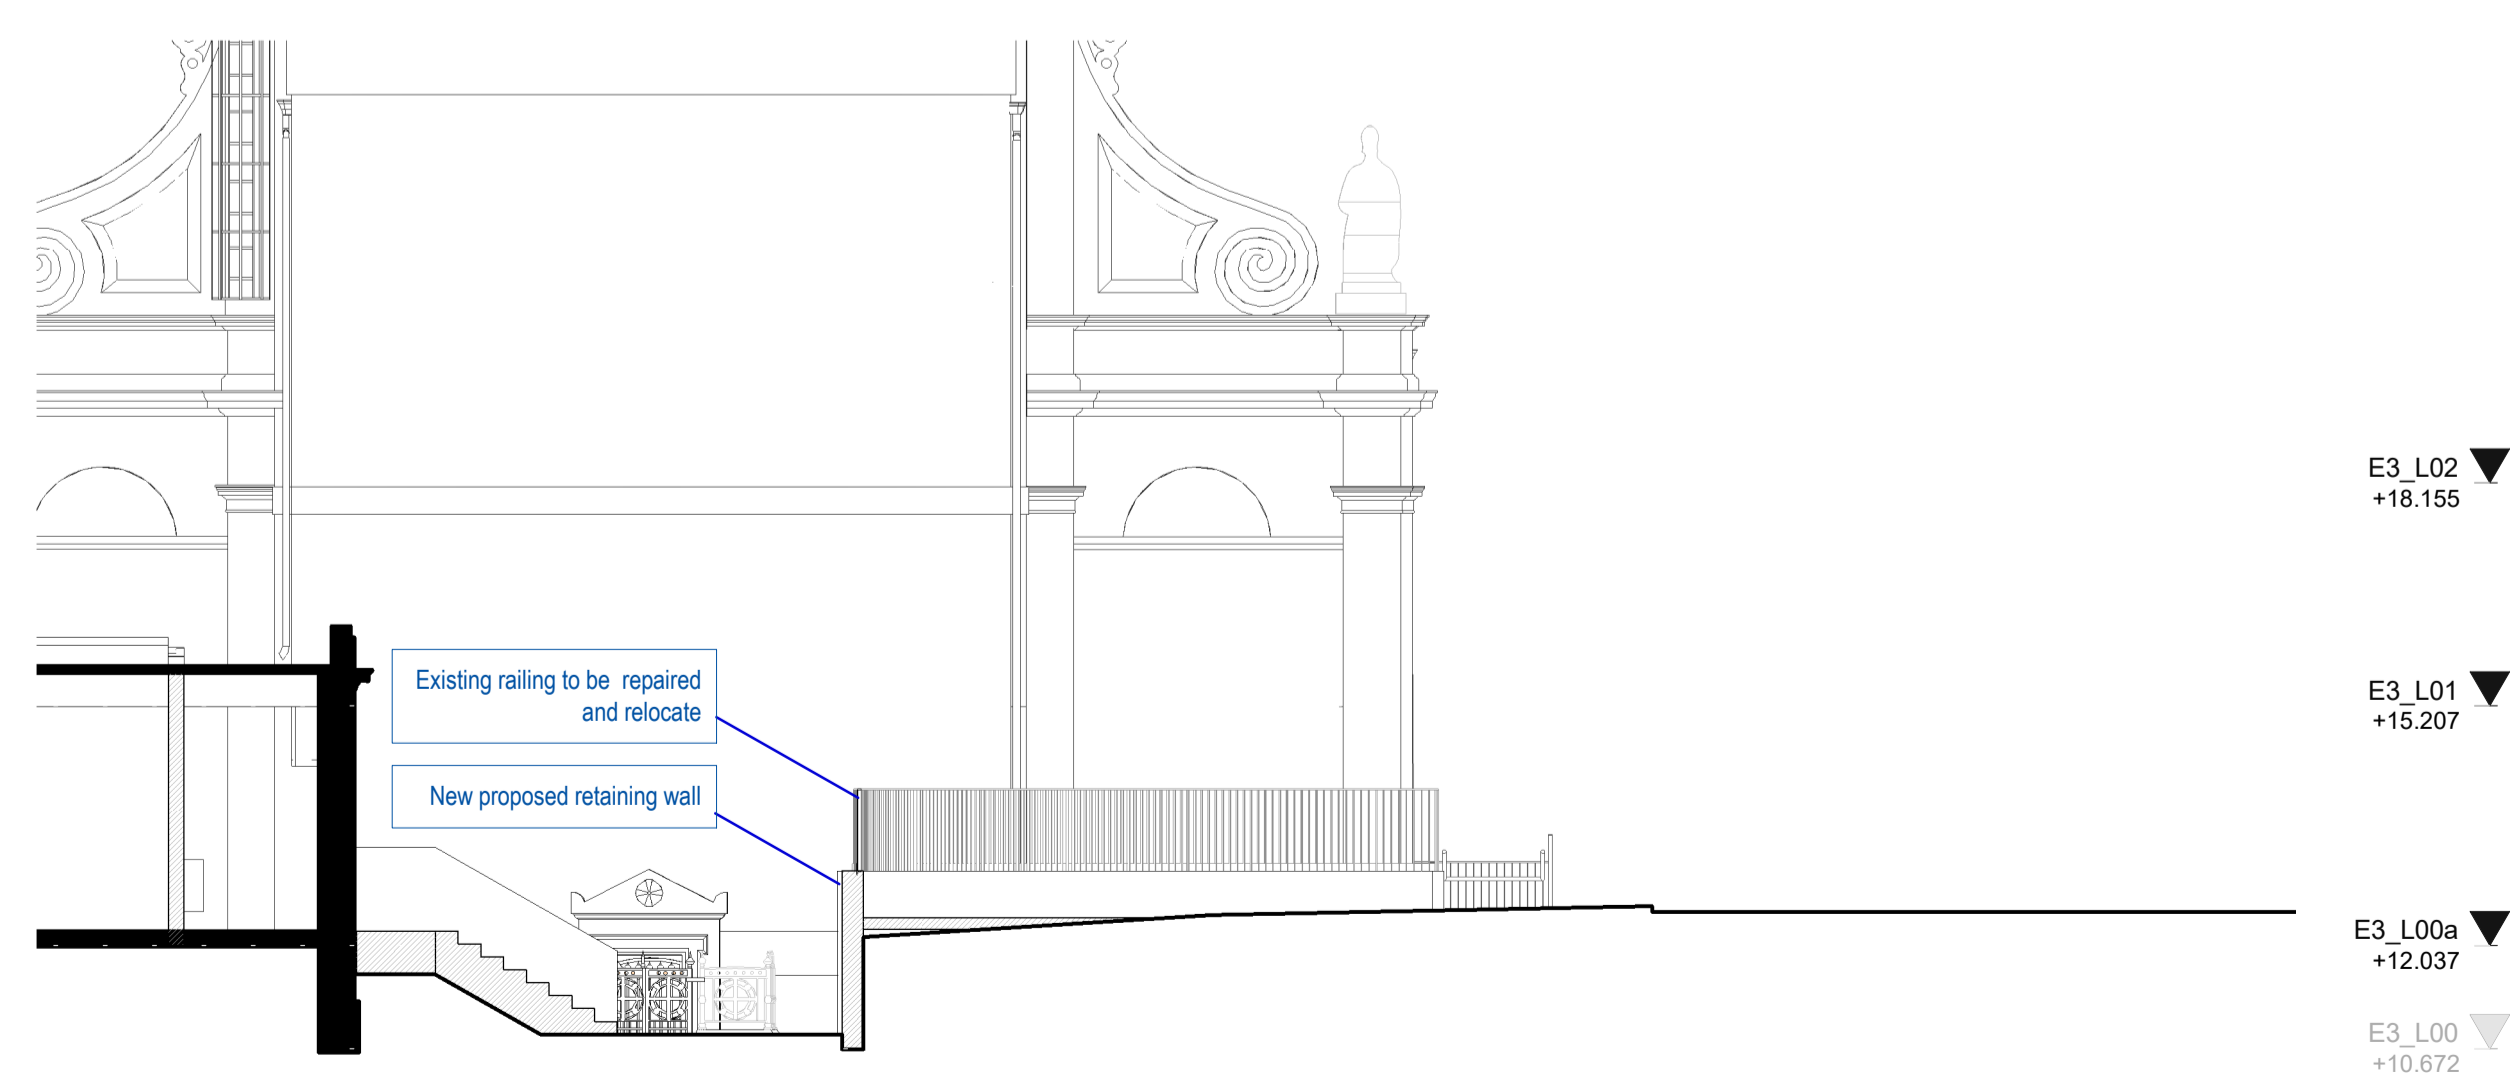 E3_L02
+18.155
Existing railing to be repaired
and relocate
E3_L01
+15.207
New proposed retaining wall
E3_L00a
+12.037
E3_L00
+10.672